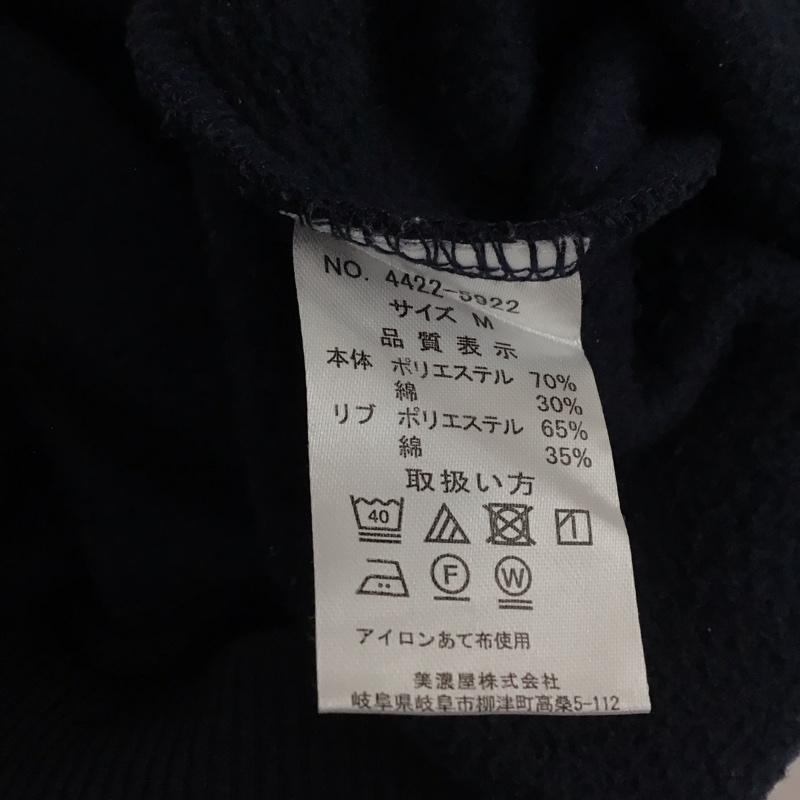 NO. 4422-5922
サイズ M
品質表示
本体 ポリエステル 70%
綿 30%
リブ ポリエステル 65%
綿 35%
取扱い方
40
F W
アイロンあて布使用
美濃屋株式会社
岐阜県岐阜市柳津町高桑5-112